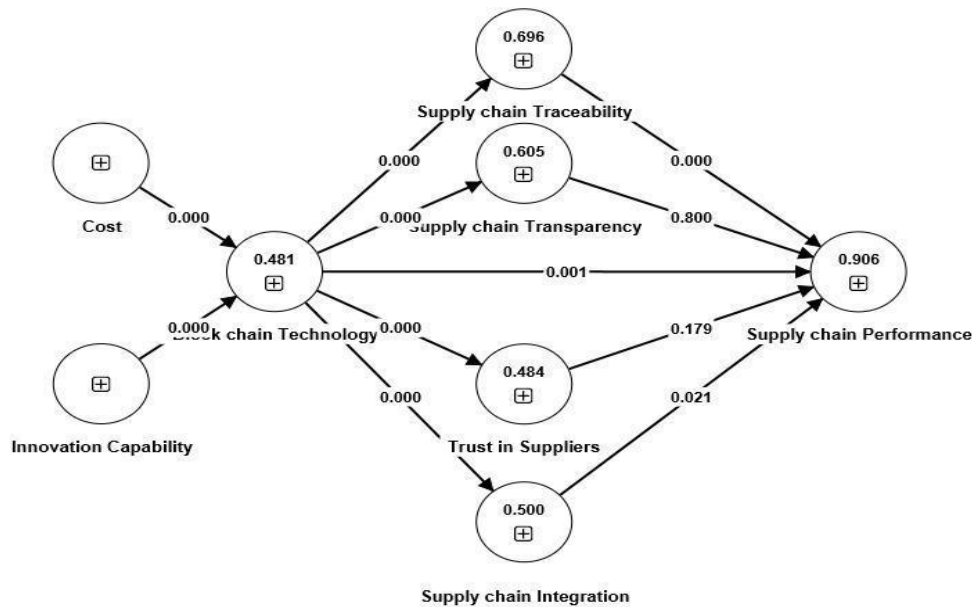 0.696
Supply chain Traceability
0.000
0.000
0.605
Cost
0.000
0.000
Supply chain Transparency
0.800
0.481
0.001
0.906
0.000
Block chain Technology
0.000
0.179
Supply chain Performance
0.484
0.000
0.021
Innovation Capability
Trust in Suppliers
0.500
Supply chain Integration